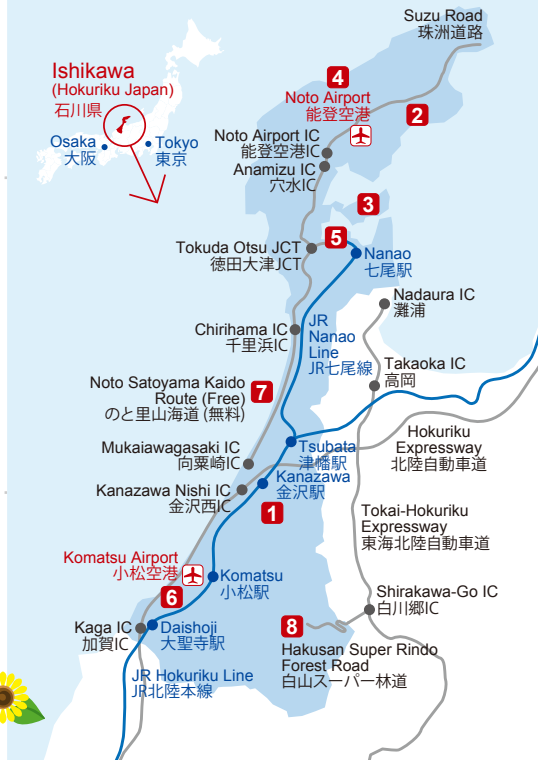 Suzu Road
珠洲道路
Ishikawa
(Hokuriku Japan)
石川県
Osaka
大阪
Tokyo
東京
4
Noto Airport
能登空港
2
Noto Airport IC
能登空港IC
Anamizu IC
穴水IC
3
5
Tokuda Otsu JCT
徳田大津JCT
Nanao
七尾駅
Nadaura IC
灘浦
Chirihama IC
千里浜IC
JR
Nanao
Line
JR七尾線
Takaoka IC
高岡
Noto Satoyama Kaido
Route (Free)
のと里山海道 (無料)
7
Mukaiawagasaki IC
向粟崎IC
Tsubata
津幡駅
Hokuriku
Expressway
北陸自動車道
Kanazawa
金沢駅
Kanazawa Nishi IC
金沢西IC
1
Tokai-Hokuriku
Expressway
東海北陸自動車道
Komatsu Airport
小松空港
Komatsu
小松駅
6
Shirakawa-Go IC
白川郷IC
Kaga IC
加賀IC
Daishoji
大聖寺駅
8
Hakusan Super Rindo
Forest Road
白山スーパー林道
JR Hokuriku Line
JR北陸本線